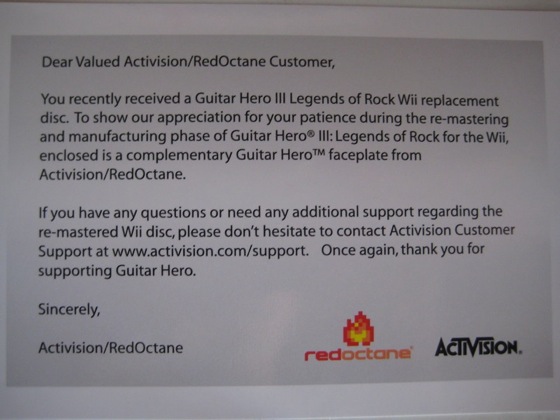 Dear Valued Activision/RedOctane Customer,
You recently received a Guitar Hero III Legends of Rock Wii replacement
disc. To show our appreciation for your patience during the re-mastering
and manufacturing phase of Guitar Hero® III: Legends of Rock for the Wii,
enclosed is a complementary Guitar Hero™ faceplate from
Activision/RedOctane.
If you have any questions or need any additional support regarding the
re-mastered Wii disc, please don't hesitate to contact Activision Customer
Support at www.activision.com/support. Once again, thank you for
supporting Guitar Hero.
Sincerely,
Activision/RedOctane
redoctane®
ACTIVISION®